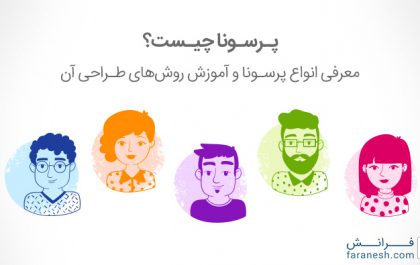 پرسونا چیست؟
معرفی انواع پرسونا و آموزش روش‌های طراحی آن
فرانش
faranesh.com